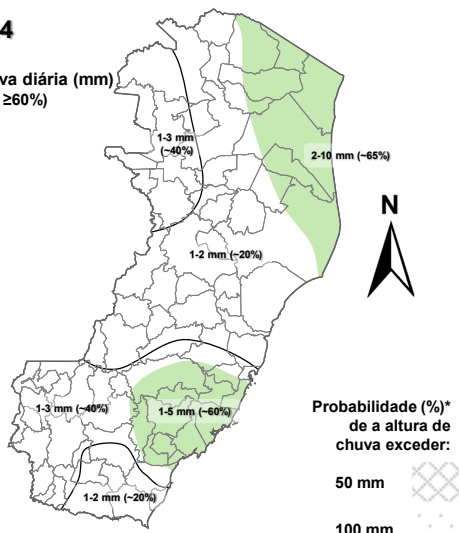 4
va diária (mm)
≥60%)
1-3 mm
(~40%)
2-10 mm (~65%)
N
1-2 mm (~20%)
1-3 mm (~40%)
1-5 mm (~60%)
1-2 mm (~20%)
Probabilidade (%)*
de a altura de
chuva exceder:
50 mm
100 mm